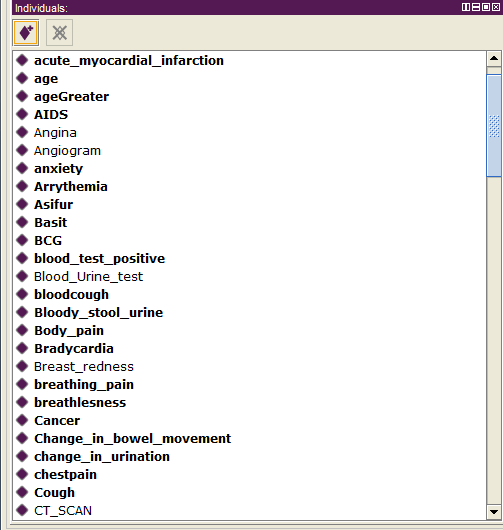 Individuals:
acute_myocardial_infarction
age
ageGreater
AIDS
Angina
Angiogram
anxiety
Arrythemia
Asifur
Basit
BCG
blood_test_positive
Blood_Urine_test
bloodcough
Bloody_stool_urine
Body_pain
Bradycardia
Breast_redness
breathing_pain
breathlesness
Cancer
Change_in_bowel_movement
change_in_urination
chestpain
Cough
CT_SCAN